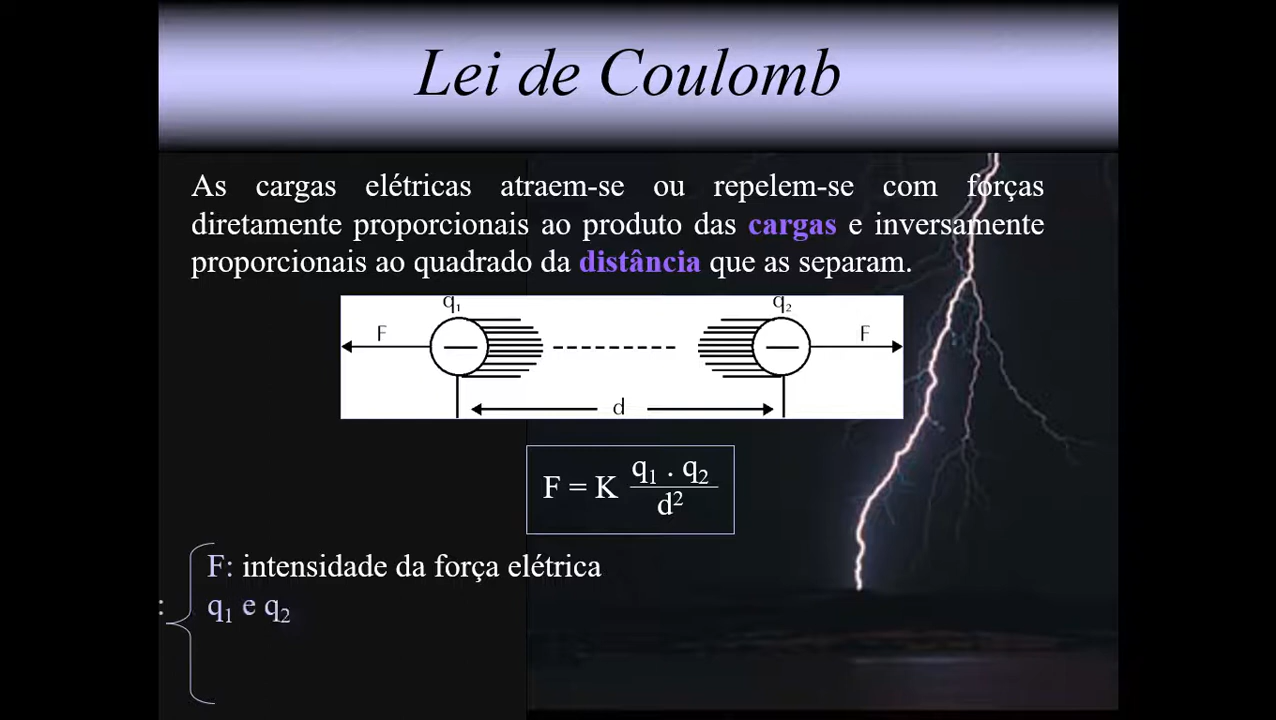 Lei de Coulomb
As cargas elétricas atraem-se ou repelem-se com forças
diretamente proporcionais ao produto das cargas e inversamente
proporcionais ao quadrado da distância que as separam.
q₁ q₂
F F
d
F = K q₁ . q₂ / d²
F: intensidade da força elétrica
: q₁ e q₂